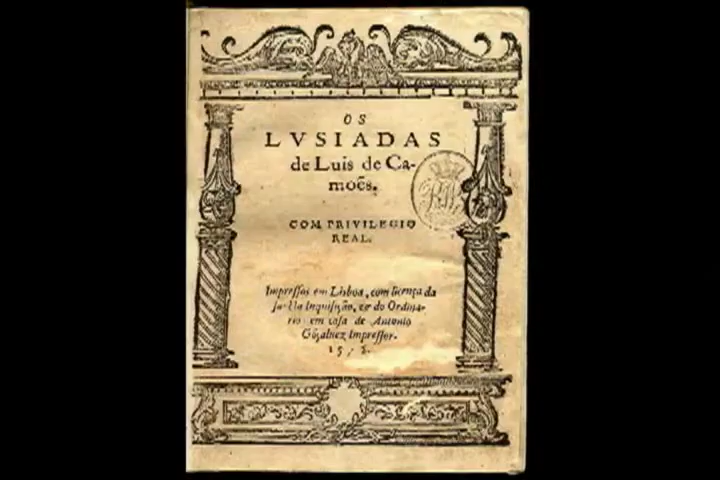 OS
LVSIADAS
de Luis de Ca-
moẽs.
COM PRIVILEGIO
REAL.
Impressos em Lisboa, com licença da
sancta Inquisição, & do Ordina-
rio: em casa de Antonio
Gõçaluez Impressor.